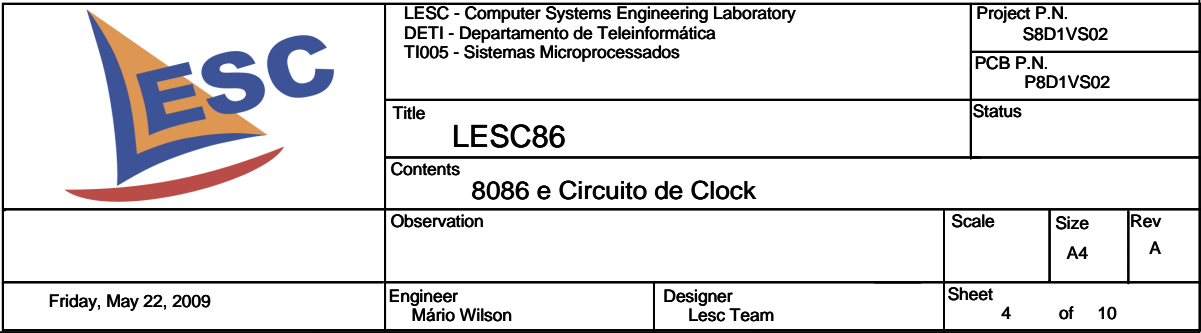 LESC
LESC - Computer Systems Engineering Laboratory
DETI - Departamento de Teleinformática
TI005 - Sistemas Microprocessados
Project P.N.
S8D1VS02
PCB P.N.
P8D1VS02
Title
LESC86
Status
Contents
8086 e Circuito de Clock
Observation
Scale
Size
A4
Rev
A
Friday, May 22, 2009
Engineer
Mário Wilson
Designer
Lesc Team
Sheet
4 of 10